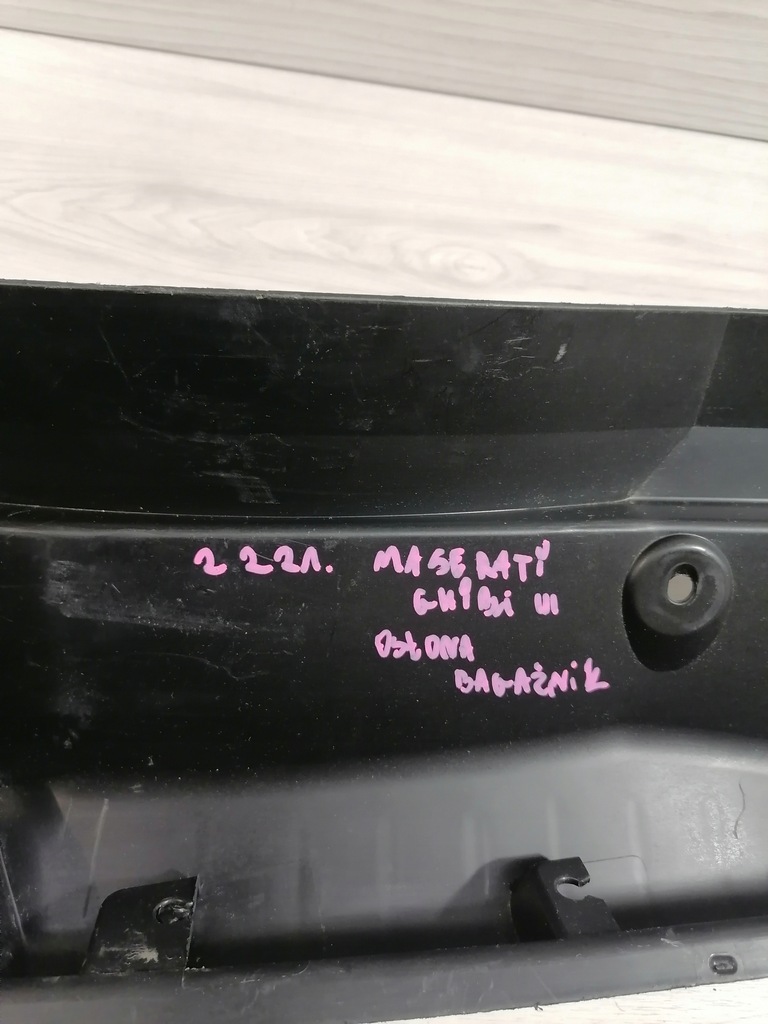 2221. MASERATI
GHIBLI III
OSŁONA
BAGAŻNIK